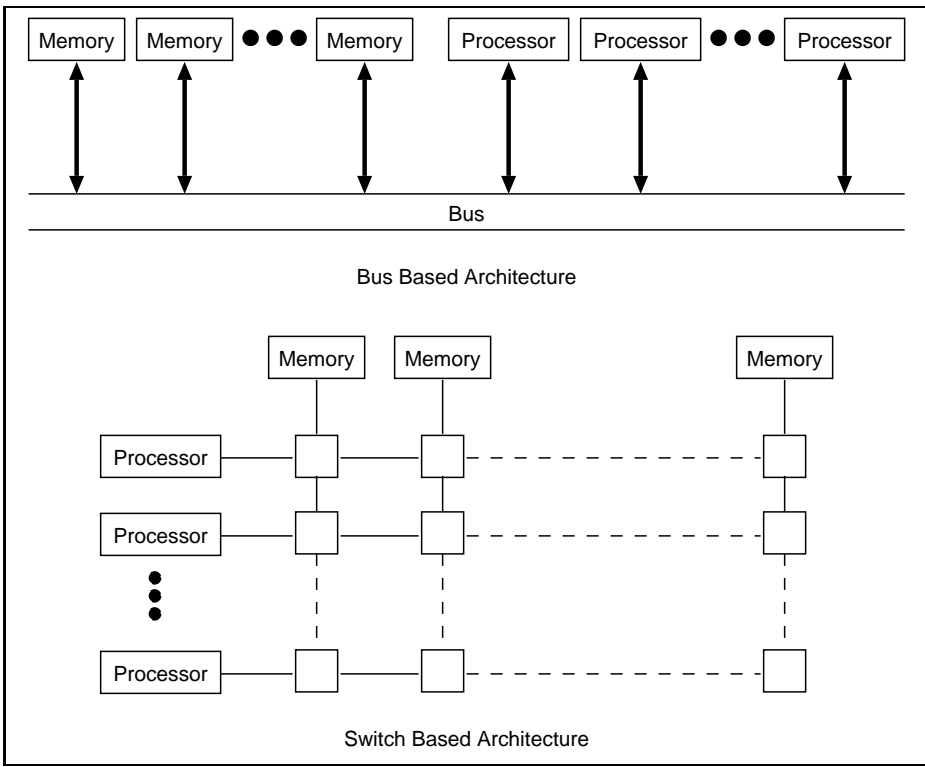 Memory Memory Memory Processor Processor Processor
Bus
Bus Based Architecture
Memory Memory Memory
Processor
Processor
Processor
Switch Based Architecture